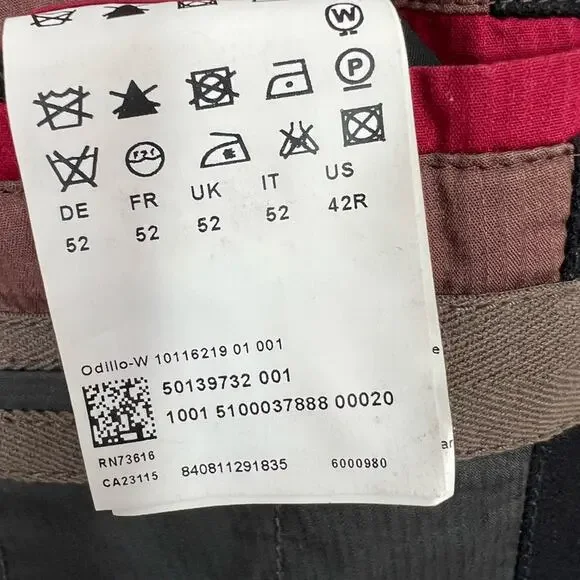 W
P
DE FR UK IT US
52 52 52 52 42R
Odillo-W 10116219 01 001
50139732 001
1001 5100037888 00020
RN73616
CA23115 840811291835 6000980
e
ar